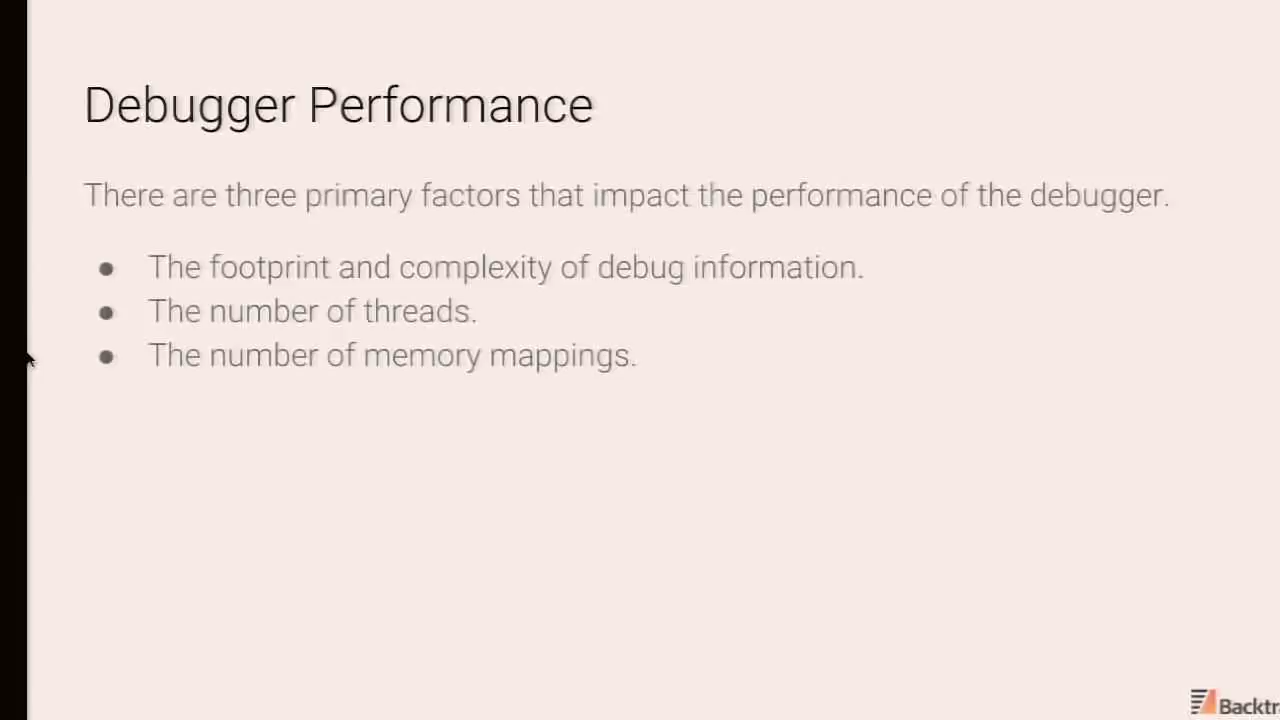 Debugger Performance
There are three primary factors that impact the performance of the debugger.
● The footprint and complexity of debug information.
● The number of threads.
● The number of memory mappings.
Backtr